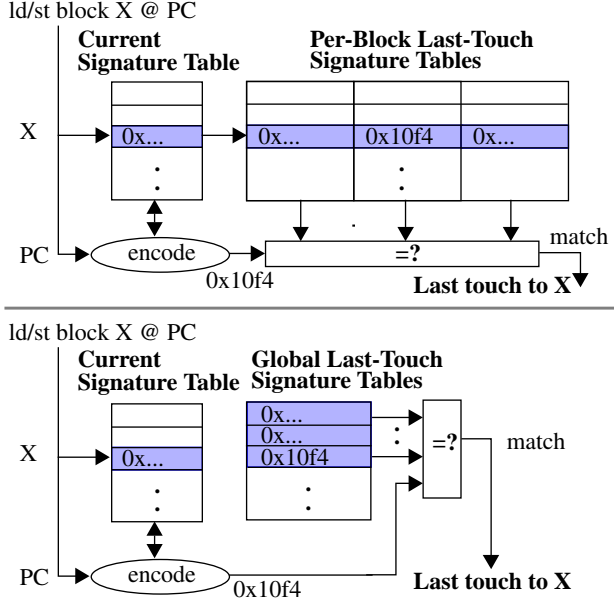 ld/st block X @ PC
Current
Signature Table
Per-Block Last-Touch
Signature Tables
X
0x...
0x...
0x10f4
0x...
PC
encode
0x10f4
=?
match
Last touch to X
ld/st block X @ PC
Current
Signature Table
Global Last-Touch
Signature Tables
0x...
0x...
X
0x...
0x10f4
=?
match
PC
encode
0x10f4
Last touch to X